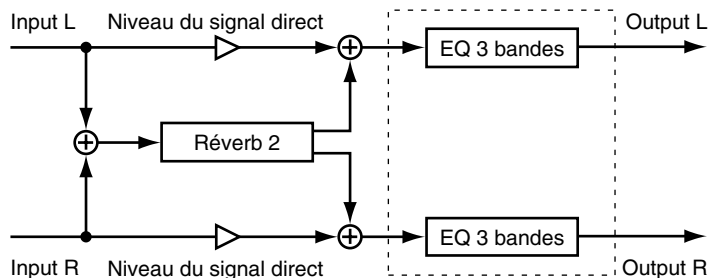 Input L
Niveau du signal direct
Output L
EQ 3 bandes
Réverb 2
EQ 3 bandes
Input R
Niveau du signal direct
Output R